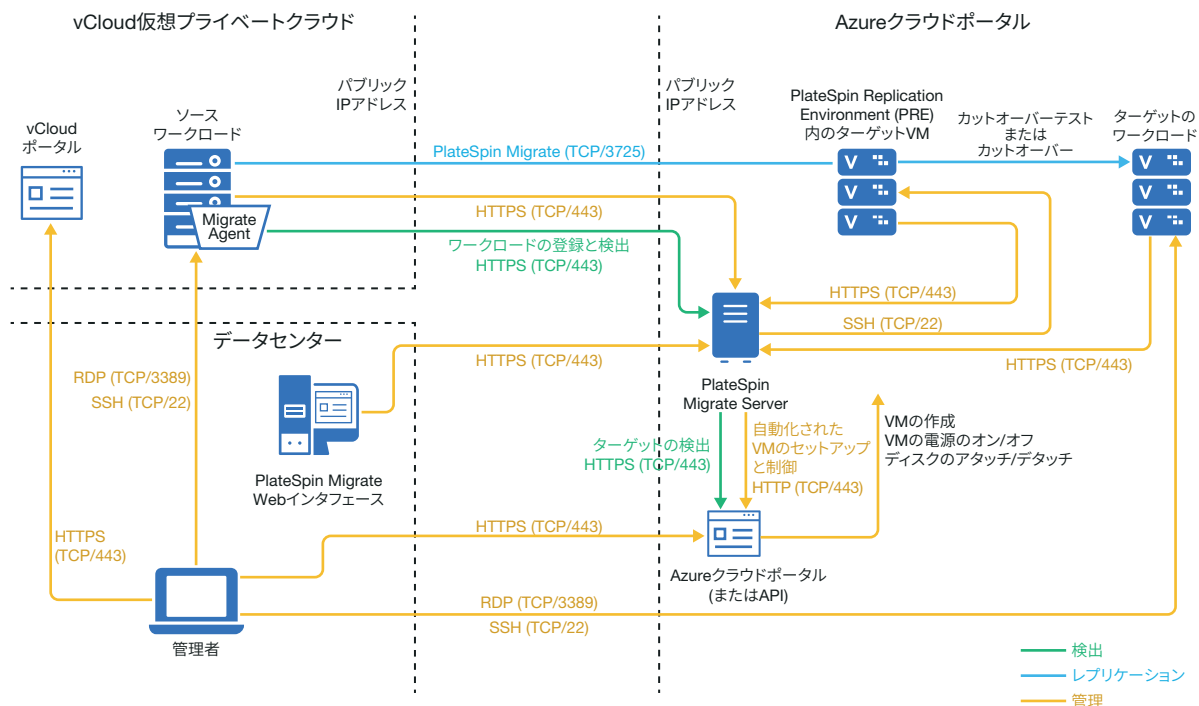 vCloud仮想プライベートクラウド
Azureクラウドポータル
パブリック
IPアドレス
パブリック
IPアドレス
ソース
ワークロード
vCloud
ポータル
PlateSpin Replication
Environment (PRE)
内のターゲットVM
カットオーバーテスト
または
カットオーバー
ターゲットの
ワークロード
PlateSpin Migrate (TCP/3725)
HTTPS (TCP/443)
Migrate
Agent
ワークロードの登録と検出
HTTPS (TCP/443)
HTTPS (TCP/443)
SSH (TCP/22)
HTTPS (TCP/443)
データセンター
HTTPS (TCP/443)
RDP (TCP/3389)
SSH (TCP/22)
PlateSpin
Migrate Server
PlateSpin Migrate
Webインタフェース
ターゲットの検出
HTTPS (TCP/443)
自動化された
VMのセットアップ
と制御
HTTP (TCP/443)
VMの作成
VMの電源のオン/オフ
ディスクのアタッチ/デタッチ
HTTPS
(TCP/443)
HTTPS (TCP/443)
Azureクラウドポータル
(またはAPI)
RDP (TCP/3389)
SSH (TCP/22)
管理者
検出
レプリケーション
管理